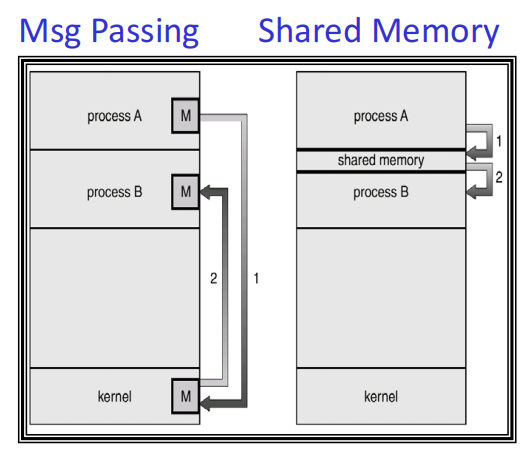 Msg Passing
Shared Memory
process A
M
process B
M
2
1
kernel
M
process A
1
shared memory
2
process B
kernel